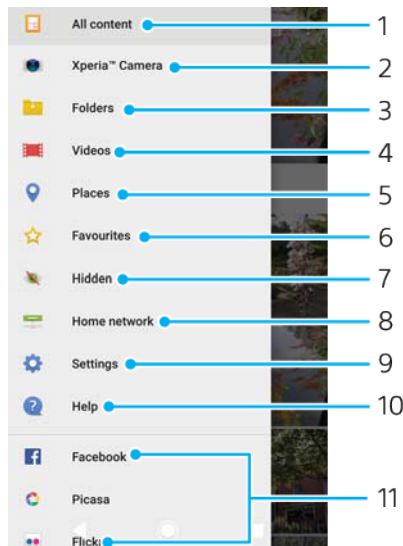 All content 1
Xperia™ Camera 2
Folders 3
Videos 4
Places 5
Favourites 6
Hidden 7
Home network 8
Settings 9
Help 10
Facebook
Picasa 11